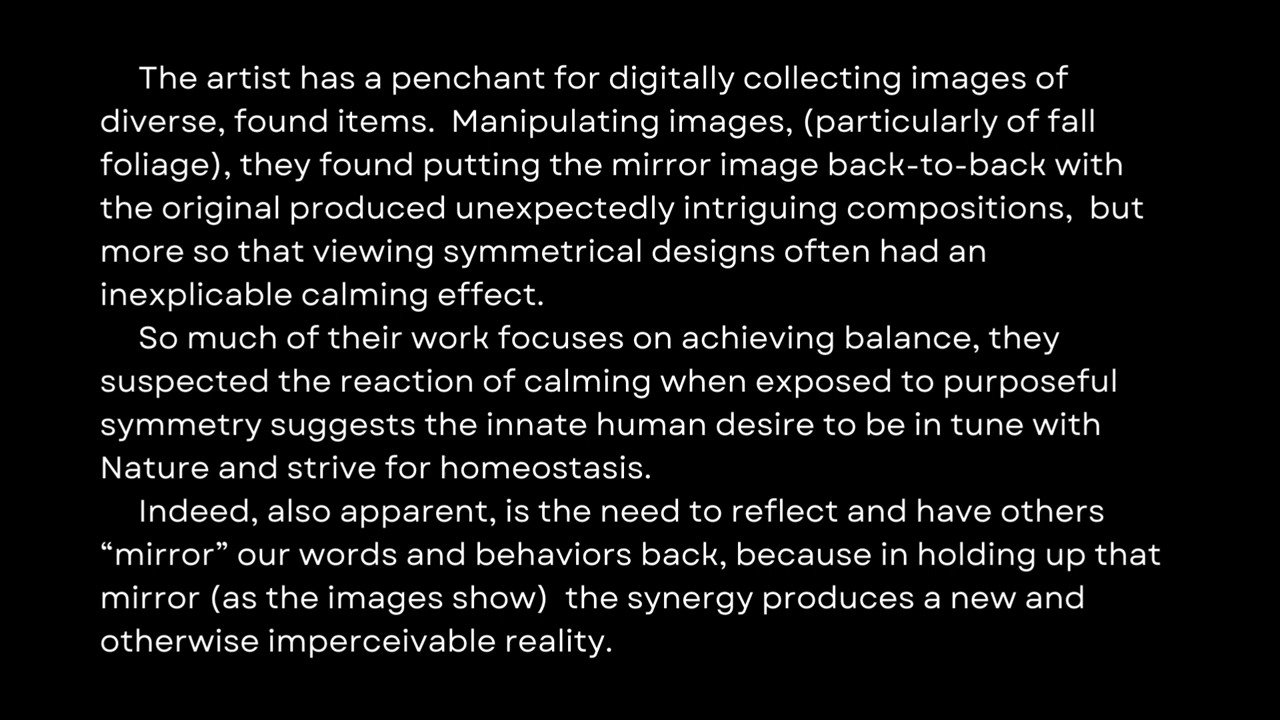 The artist has a penchant for digitally collecting images of
diverse, found items.  Manipulating images, (particularly of fall
foliage), they found putting the mirror image back-to-back with
the original produced unexpectedly intriguing compositions,  but
more so that viewing symmetrical designs often had an
inexplicable calming effect.
So much of their work focuses on achieving balance, they
suspected the reaction of calming when exposed to purposeful
symmetry suggests the innate human desire to be in tune with
Nature and strive for homeostasis.
Indeed, also apparent, is the need to reflect and have others
“mirror” our words and behaviors back, because in holding up that
mirror (as the images show)  the synergy produces a new and
otherwise imperceivable reality.